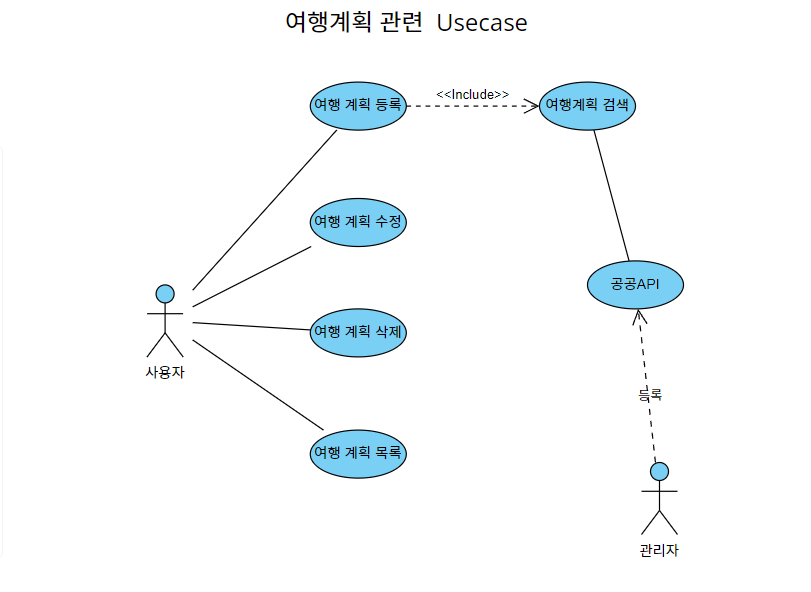 여행계획 관련 Usecase
여행 계획 등록
<<Include>>
여행계획 검색
여행 계획 수정
공공API
여행 계획 삭제
사용자
등록
여행 계획 목록
관리자